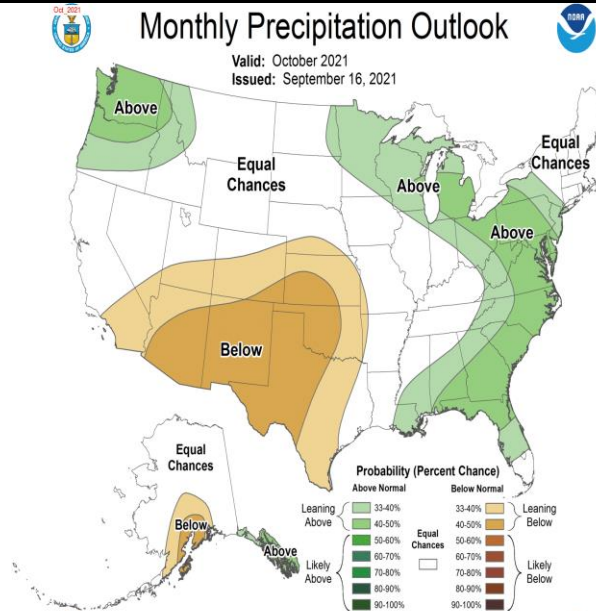 Oct_2021
Monthly Precipitation Outlook
NOAA
Valid: October 2021
Issued: September 16, 2021
Above
Equal
Chances
Above
Equal
Chances
Above
Below
Equal
Chances
Below
Above
Probability (Percent Chance)
Above Normal
Below Normal
Leaning
Above
33-40%
40-50%
Likely
Above
50-60%
60-70%
70-80%
80-90%
90-100%
Equal
Chances
33-40%
40-50%
Leaning
Below
50-60%
60-70%
70-80%
80-90%
90-100%
Likely
Below